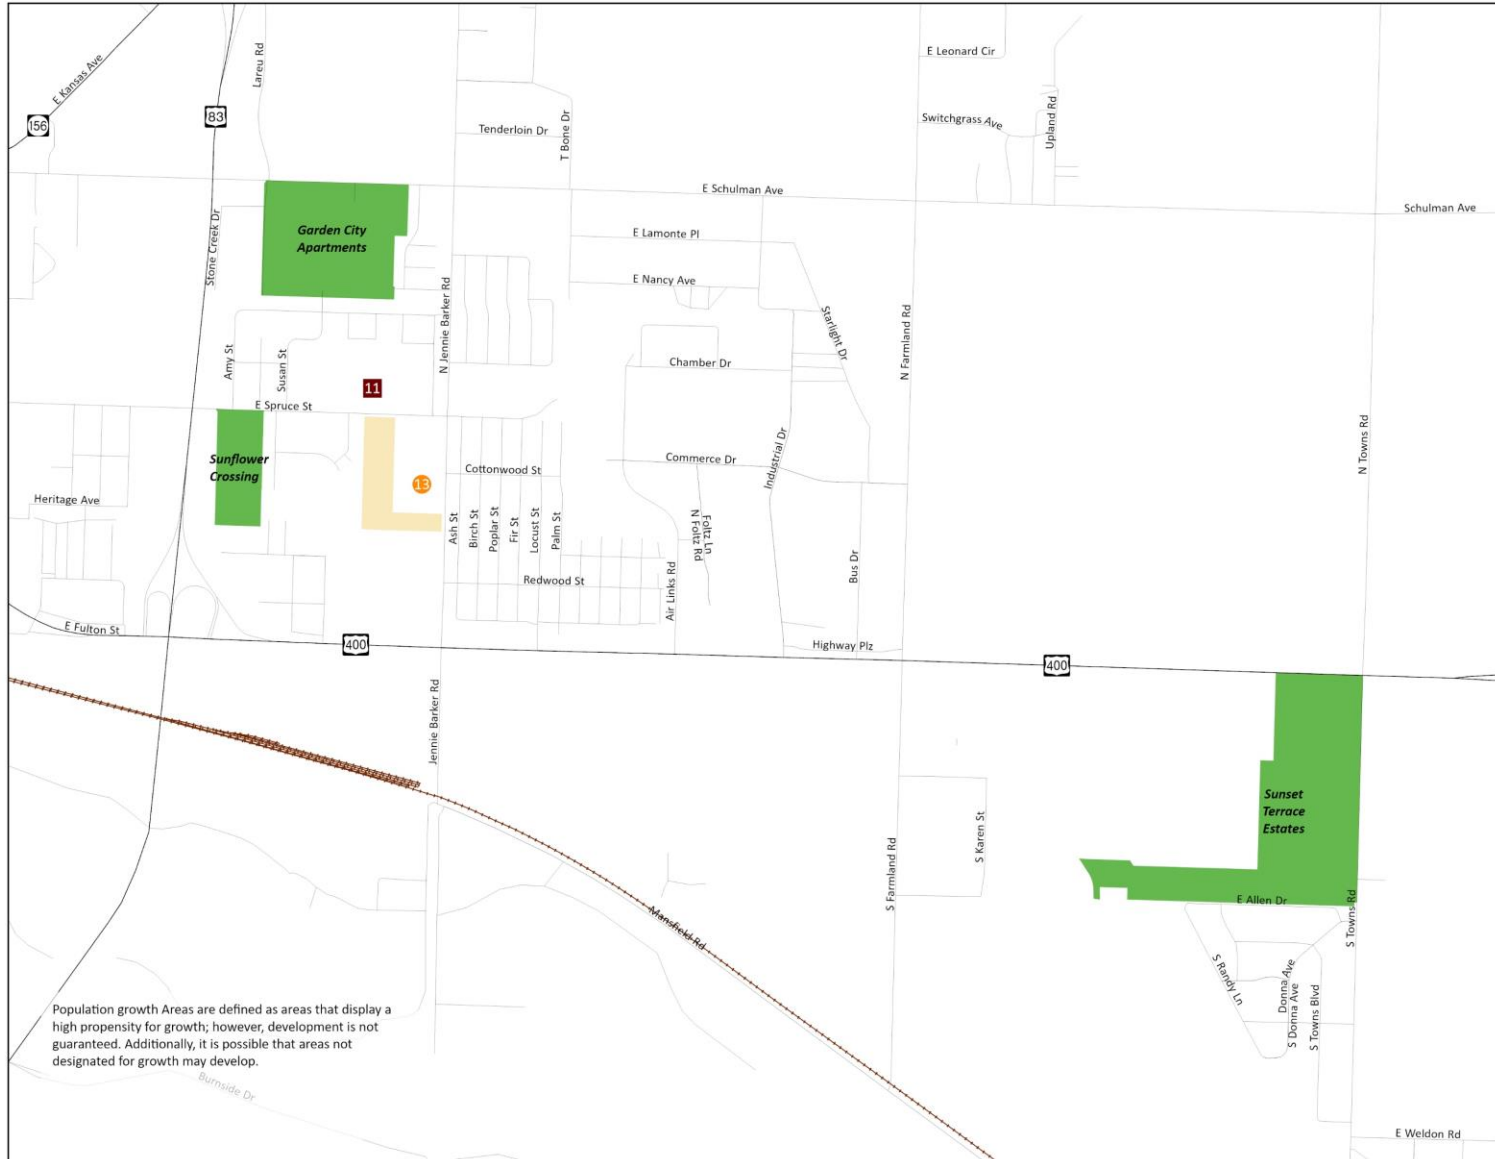 E Kansas Ave
156
83
Lareu Rd
Tenderloin Dr
T Bone Dr
E Leonard Cir
Switchgrass Ave
Upland Rd
E Schulman Ave
Schulman Ave
Stone Creek Dr
Garden City
Apartments
E Lamonte Pl
E Nancy Ave
N Jennie Barker Rd
Starlight Dr
N Farmland Rd
Amy St
Susan St
Chamber Dr
11
E Spruce St
N Towns Rd
Sunflower
Crossing
Cottonwood St
Commerce Dr
Industrial Dr
13
Heritage Ave
Ash St
Birch St
Poplar St
Fir St
Locust St
Palm St
N Foltz Rd
Foltz Ln
Redwood St
Air Links Rd
Bus Dr
E Fulton St
400
Highway Plz
400
Jennie Barker Rd
Sunset
Terrace
Estates
S Farmland Rd
S Karen St
E Allen Dr
S Towns Rd
Mansfield Rd
S Randy Ln
Donna Ave
S Donna Ave
S Towns Blvd
Population growth Areas are defined as areas that display a
high propensity for growth; however, development is not
guaranteed. Additionally, it is possible that areas not
designated for growth may develop.
Burnside Dr
E Weldon Rd